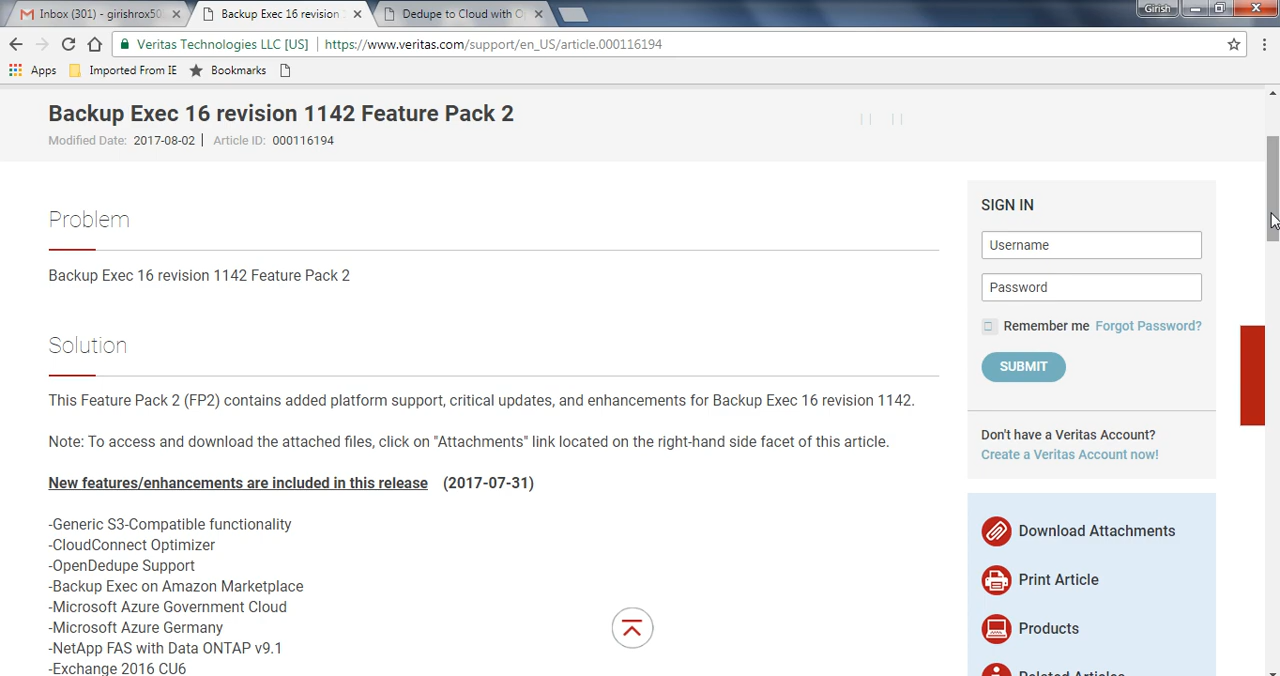 Inbox (301) - girishrox50
Backup Exec 16 revision
Dedupe to Cloud with O
Girish
Veritas Technologies LLC [US]
https://www.veritas.com/support/en_US/article.000116194
Apps
Imported From IE
Bookmarks
Backup Exec 16 revision 1142 Feature Pack 2
Modified Date: 2017-08-02 | Article ID: 000116194
Problem
Backup Exec 16 revision 1142 Feature Pack 2
Solution
This Feature Pack 2 (FP2) contains added platform support, critical updates, and enhancements for Backup Exec 16 revision 1142.
Note: To access and download the attached files, click on "Attachments" link located on the right-hand side facet of this article.
New features/enhancements are included in this release (2017-07-31)
-Generic S3-Compatible functionality
-CloudConnect Optimizer
-OpenDedupe Support
-Backup Exec on Amazon Marketplace
-Microsoft Azure Government Cloud
-Microsoft Azure Germany
-NetApp FAS with Data ONTAP v9.1
-Exchange 2016 CU6
SIGN IN
Username
Password
Remember me Forgot Password?
SUBMIT
Don't have a Veritas Account?
Create a Veritas Account now!
Download Attachments
Print Article
Products
Related Articles